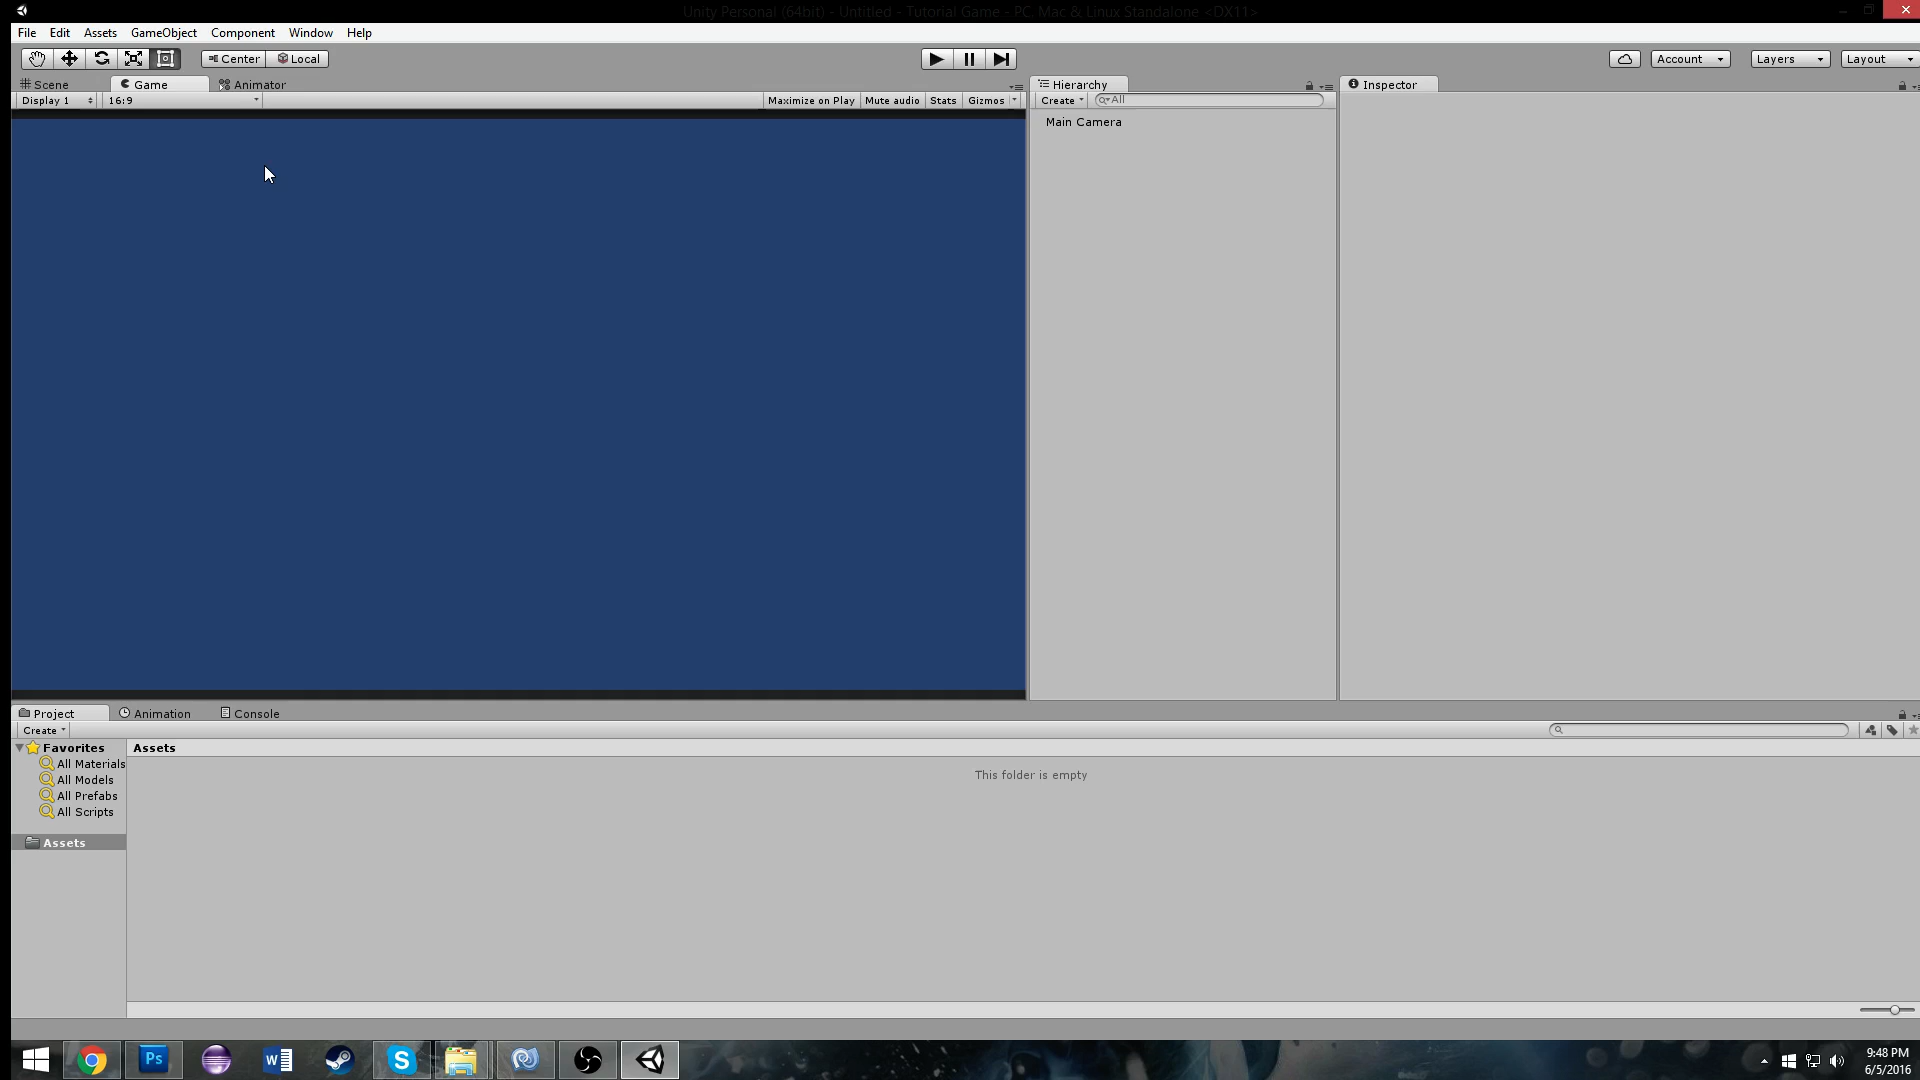 Unity Personal (64bit) - Untitled - Tutorial Game - PC, Mac & Linux Standalone <DX11>
File Edit Assets GameObject Component Window Help
Center Local Account Layers Layout
Scene Game Animator Hierarchy Inspector
Display 1 16:9 Maximize on Play Mute audio Stats Gizmos Create All
Main Camera
Project Animation Console
Create
Favorites Assets
All Materials
This folder is empty
All Models
All Prefabs
All Scripts
Assets
Ps
9:48 PM
6/5/2016